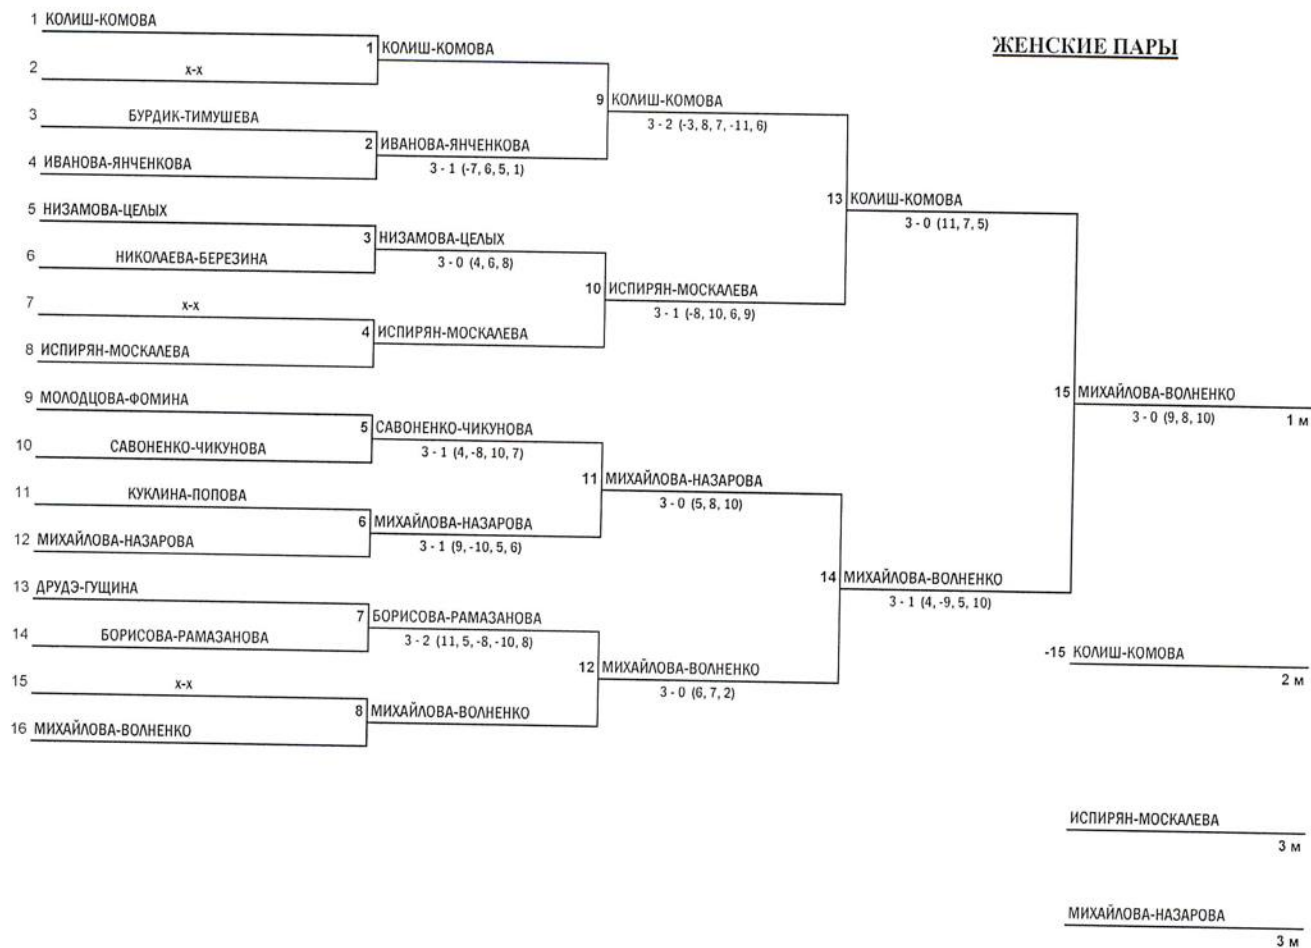 ЖЕНСКИЕ ПАРЫ
1 КОЛИШ-КОМОВА
1 КОЛИШ-КОМОВА
2 х-х
9 КОЛИШ-КОМОВА
3 - 2 (-3, 8, 7, -11, 6)
3 БУРДИК-ТИМУШЕВА
2 ИВАНОВА-ЯНЧЕНКОВА
3 - 1 (-7, 6, 5, 1)
4 ИВАНОВА-ЯНЧЕНКОВА
13 КОЛИШ-КОМОВА
3 - 0 (11, 7, 5)
5 НИЗАМОВА-ЦЕЛЫХ
3 НИЗАМОВА-ЦЕЛЫХ
3 - 0 (4, 6, 8)
6 НИКОЛАЕВА-БЕРЕЗИНА
10 ИСПИРЯН-МОСКАЛЕВА
3 - 1 (-8, 10, 6, 9)
7 х-х
4 ИСПИРЯН-МОСКАЛЕВА
8 ИСПИРЯН-МОСКАЛЕВА
15 МИХАЙЛОВА-ВОЛНЕНКО
3 - 0 (9, 8, 10) 1 м
9 МОЛОДЦОВА-ФОМИНА
5 САВОНЕНКО-ЧИКУНОВА
3 - 1 (4, -8, 10, 7)
10 САВОНЕНКО-ЧИКУНОВА
11 МИХАЙЛОВА-НАЗАРОВА
3 - 0 (5, 8, 10)
11 КУКЛИНА-ПОПОВА
6 МИХАЙЛОВА-НАЗАРОВА
3 - 1 (9, -10, 5, 6)
12 МИХАЙЛОВА-НАЗАРОВА
14 МИХАЙЛОВА-ВОЛНЕНКО
3 - 1 (4, -9, 5, 10)
13 ДРУДЭ-ГУЩИНА
7 БОРИСОВА-РАМАЗАНОВА
3 - 2 (11, 5, -8, -10, 8)
14 БОРИСОВА-РАМАЗАНОВА
12 МИХАЙЛОВА-ВОЛНЕНКО
3 - 0 (6, 7, 2)
15 х-х
8 МИХАЙЛОВА-ВОЛНЕНКО
16 МИХАЙЛОВА-ВОЛНЕНКО
-15 КОЛИШ-КОМОВА
2 м
ИСПИРЯН-МОСКАЛЕВА
3 м
МИХАЙЛОВА-НАЗАРОВА
3 м